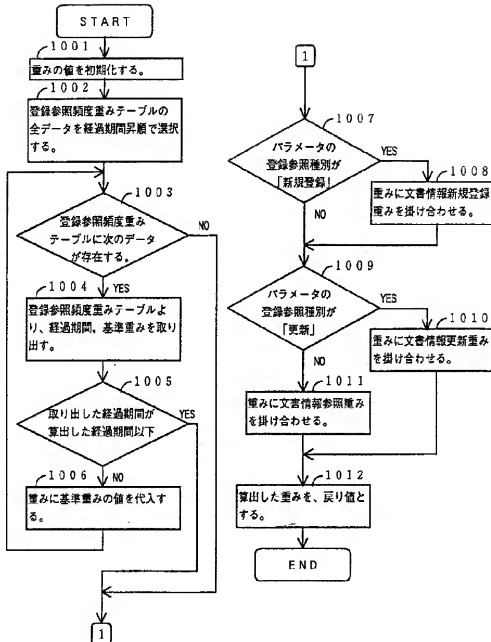 START
1001
重みの値を初期化する。
1002
登録参照頻度重みテーブルの
全データを経過期間昇順で選択
する。
1003
登録参照頻度重み
テーブルに次のデータ
が存在する。
NO
YES
1004
登録参照頻度重みテーブルよ
り、経過期間，基準重みを取り
出す。
1005
取り出した経過期間が
算出した経過期間以下
YES
NO
1006
重みに基準重みの値を代入す
る。
1
1
1007
パラメータの
登録参照種別が
「新規登録」
YES
NO
1008
重みに文書情報新規登録
重みを掛け合わせる。
1009
パラメータの
登録参照種別が
「更新」
YES
NO
1010
重みに文書情報更新重み
を掛け合わせる。
1011
重みに文書情報参照重み
を掛け合わせる。
1012
算出した重みを、戻り値と
する。
END